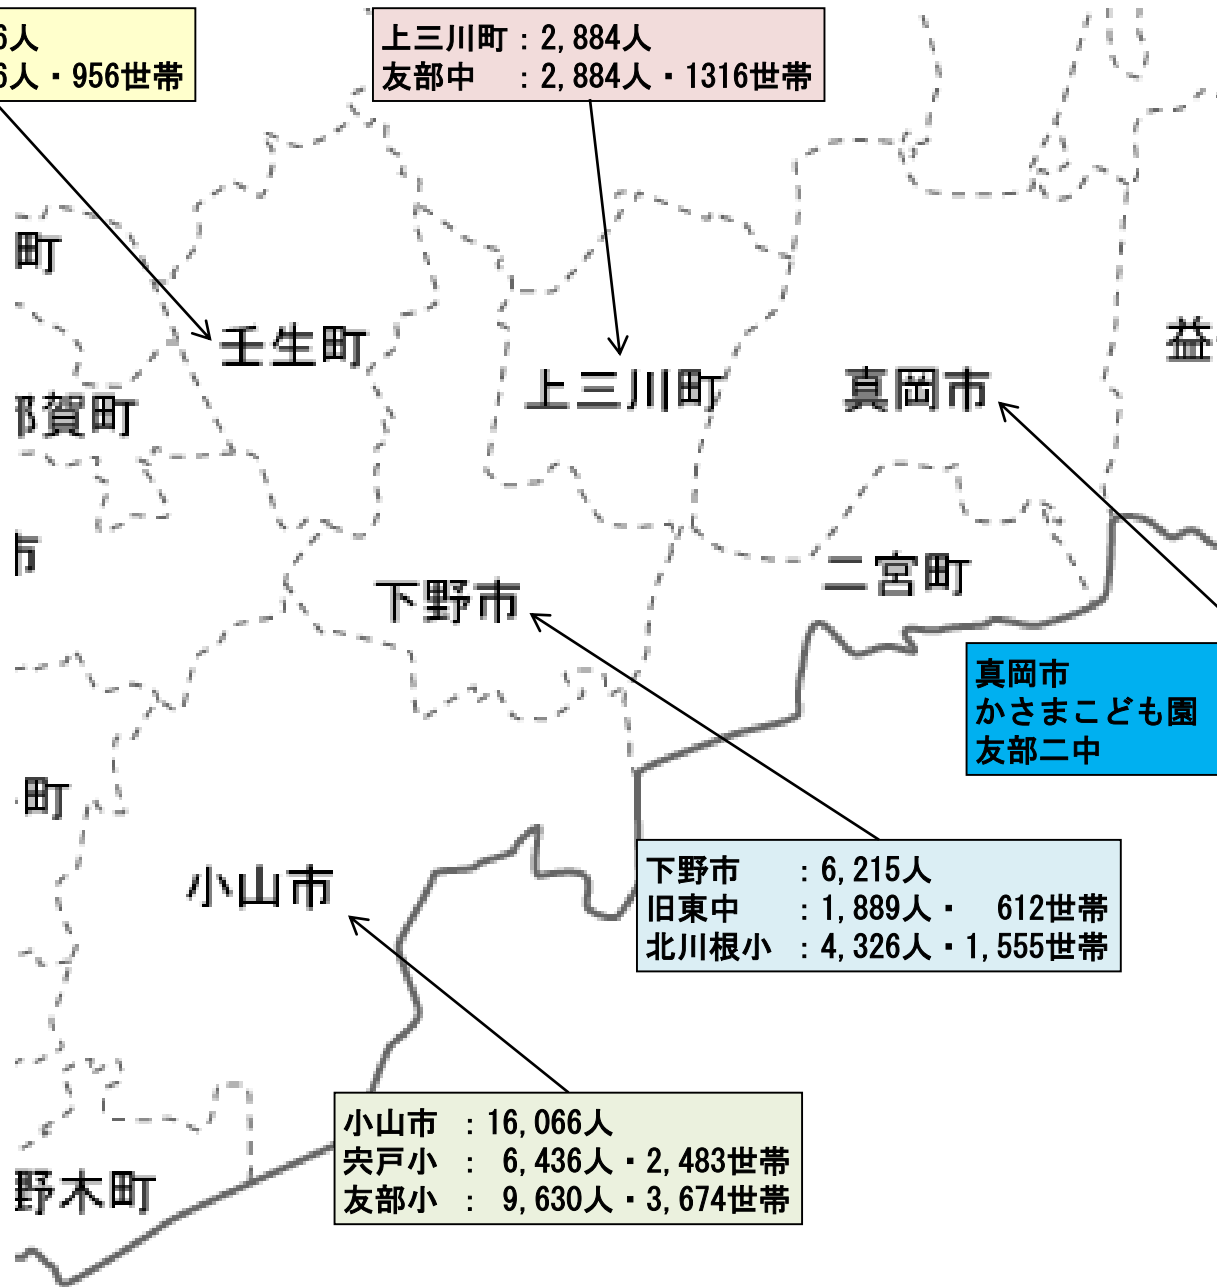 6人
6人・956世帯
上三川町：2,884人
友部中　：2,884人・1316世帯
町
壬生町
益
上三川町
真岡市
賀町
市
二宮町
下野市
真岡市
かさまこども園
友部二中
町
下野市　：6,215人
旧東中　：1,889人・　612世帯
北川根小：4,326人・1,555世帯
小山市
小山市　：16,066人
宍戸小　： 6,436人・2,483世帯
友部小　： 9,630人・3,674世帯
野木町